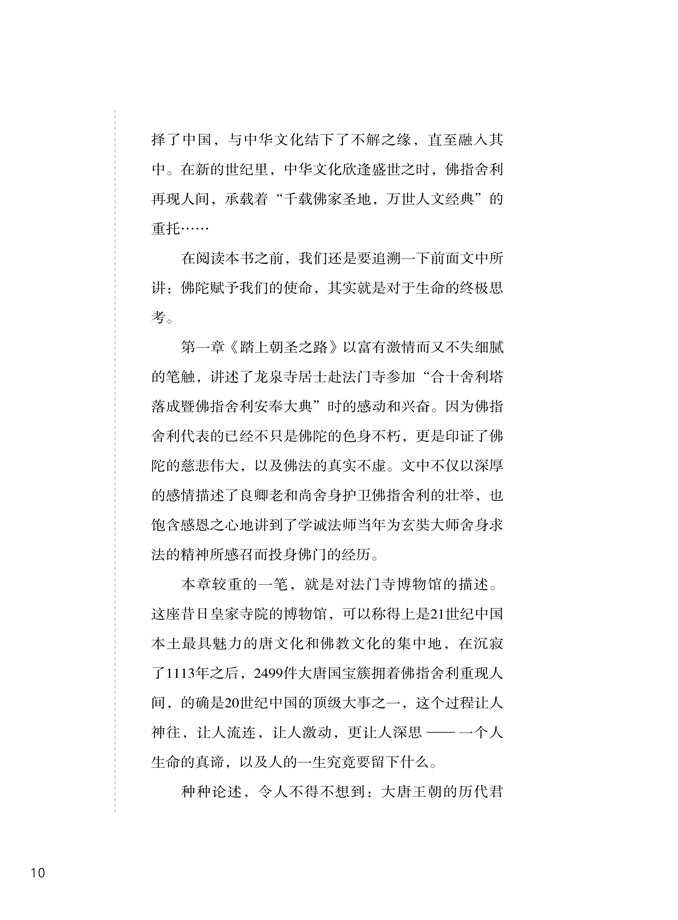 择了中国，与中华文化结下了不解之缘，直至融入其
中。在新的世纪里，中华文化欣逢盛世之时，佛指舍利
再现人间，承载着“千载佛家圣地，万世人文经典”的
重托……
在阅读本书之前，我们还是要追溯一下前面文中所
讲：佛陀赋予我们的使命，其实就是对于生命的终极思
考。
第一章《踏上朝圣之路》以富有激情而又不失细腻
的笔触，讲述了龙泉寺居士赴法门寺参加“合十舍利塔
落成暨佛指舍利安奉大典”时的感动和兴奋。因为佛指
舍利代表的已经不只是佛陀的色身不朽，更是印证了佛
陀的慈悲伟大，以及佛法的真实不虚。文中不仅以深厚
的感情描述了良卿老和尚舍身护卫佛指舍利的壮举，也
饱含感恩之心地讲到了学诚法师当年为玄奘大师舍身求
法的精神所感召而投身佛门的经历。
本章较重的一笔，就是对法门寺博物馆的描述。
这座昔日皇家寺院的博物馆，可以称得上是21世纪中国
本土最具魅力的唐文化和佛教文化的集中地，在沉寂
了1113年之后，2499件大唐国宝簇拥着佛指舍利重现人
间，的确是20世纪中国的顶级大事之一，这个过程让人
神往，让人流连，让人激动，更让人深思 —— 一个人
生命的真谛，以及人的一生究竟要留下什么。
种种论述，令人不得不想到：大唐王朝的历代君
10